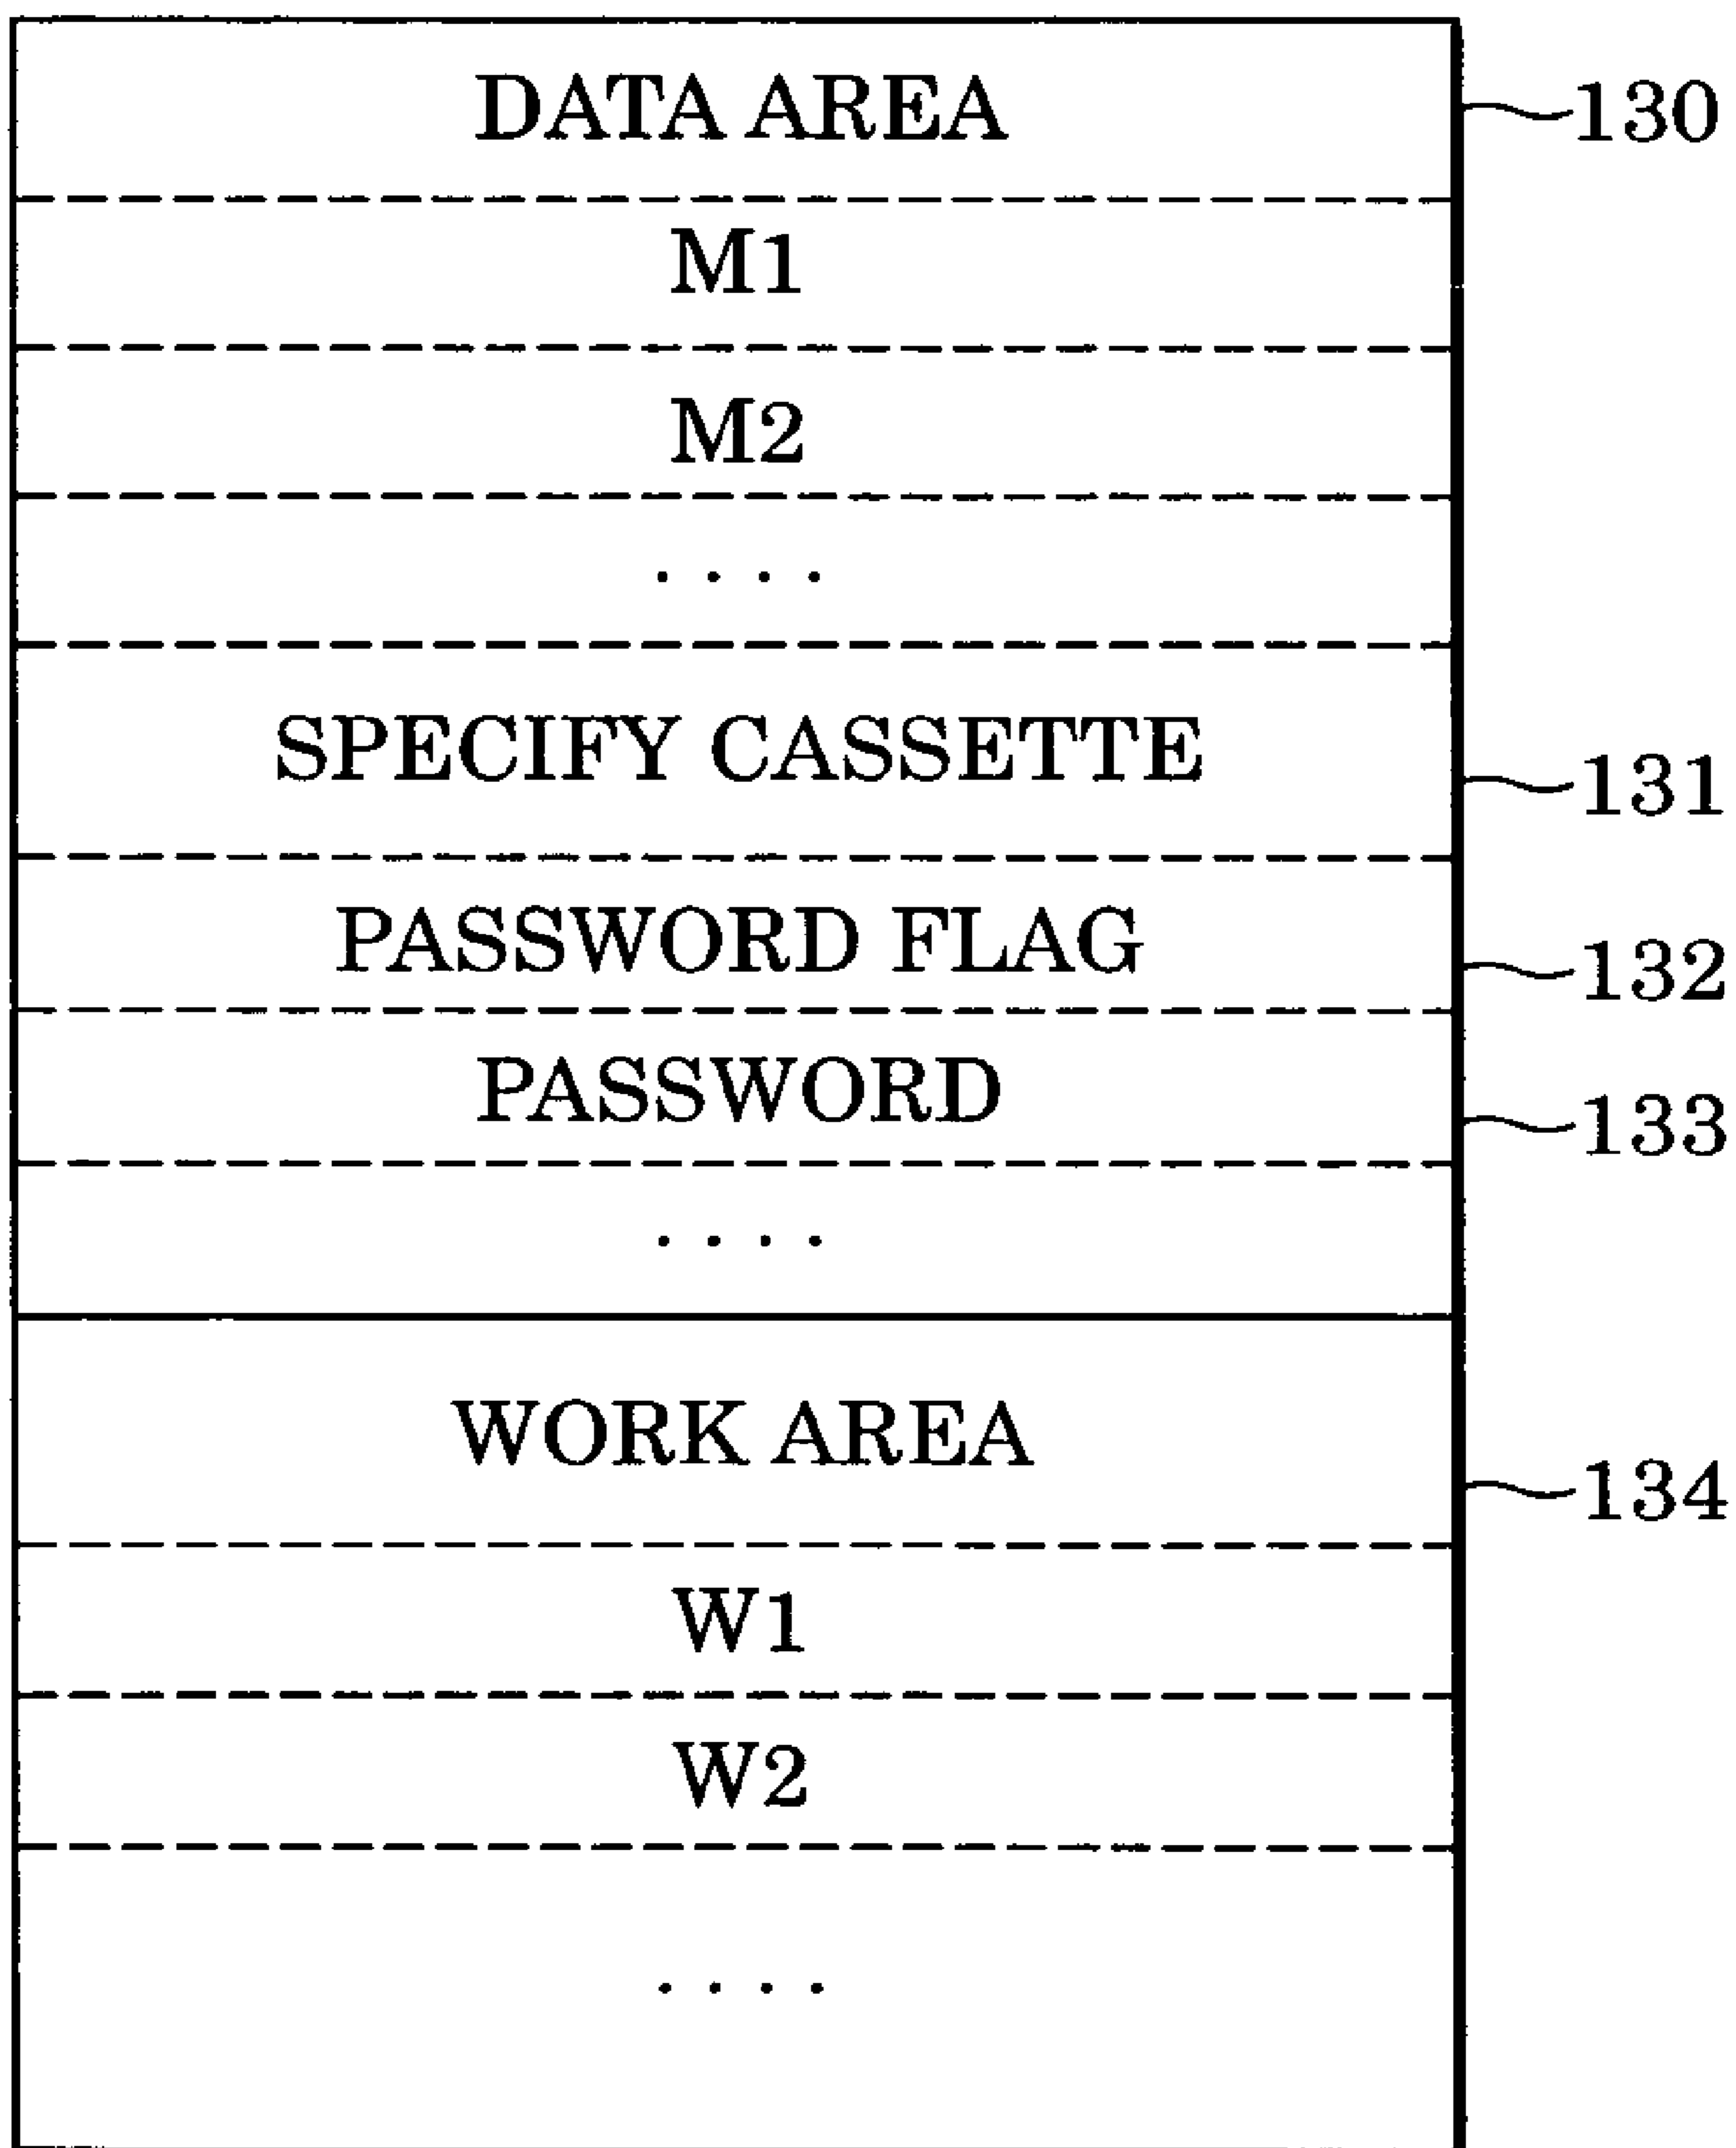 DATA AREA 130
M1
M2
. . . .
SPECIFY CASSETTE 131
PASSWORD FLAG 132
PASSWORD 133
. . . .
WORK AREA 134
W1
W2
. . . .